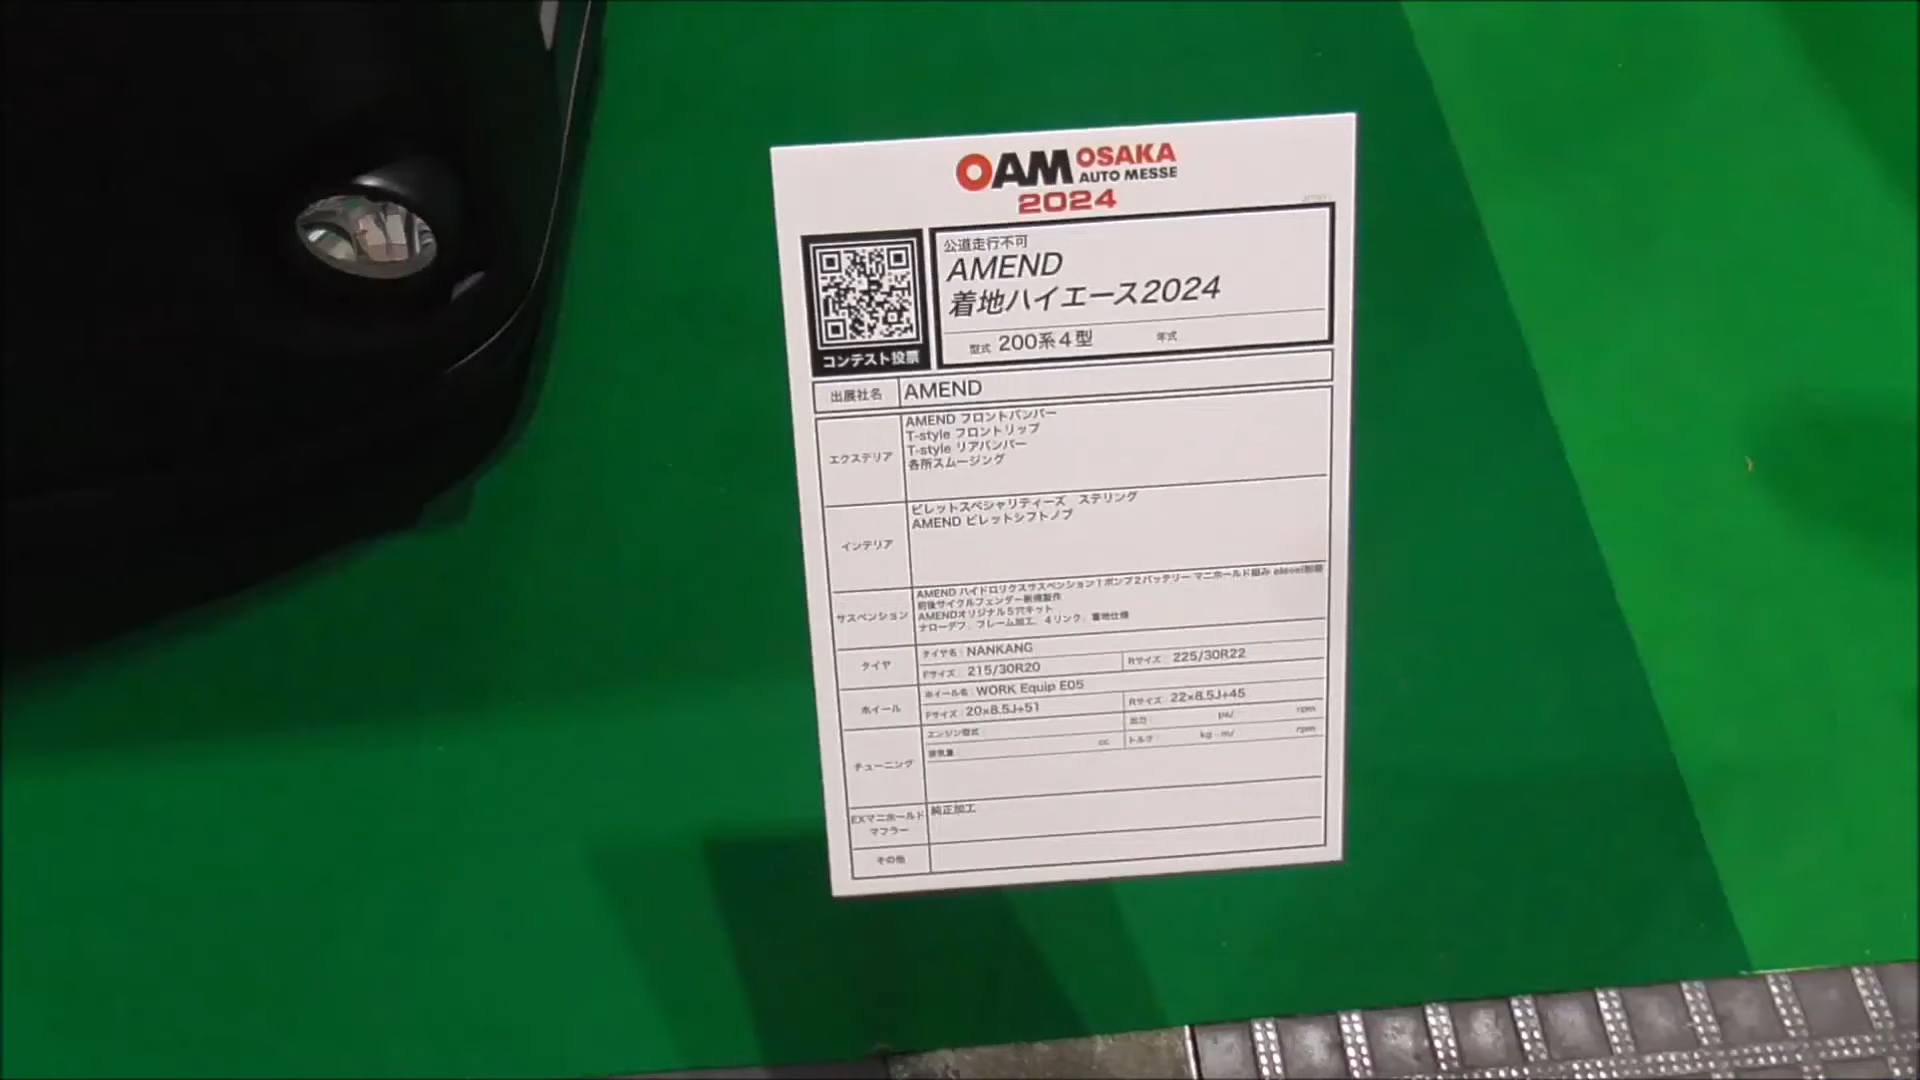 OAM OSAKA
AUTO MESSE
2024
コンテスト投票
公道走行不可
AMEND
着地ハイエース2024
型式 200系4型 年式
出展社名 AMEND
エクステリア
AMEND フロントバンパー
T-style フロントリップ
T-style リアバンパー
各所スムージング
インテリア
ビレットスペシャリティーズ ステリング
AMEND ビレットシフトノブ
サスペンション
AMEND ハイドロリクスサスペンション1ポンプ2バッテリー マニホールド組み
前後サイクルフェンダー新規製作
AMENDオリジナル5穴キット
ナローデフ、フレーム加工、4リンク、着地仕様
タイヤ
タイヤ名: NANKANG
Fサイズ: 215/30R20 Rサイズ: 225/30R22
ホイール
ホイール名: WORK Equip E05
Fサイズ: 20×8.5J+51 Rサイズ: 22×8.5J+45
チューニング
エンジン型式 出力 ps/ rpm
排気量 cc トルク kg-m/ rpm
EXマニホールド
マフラー
純正加工
その他